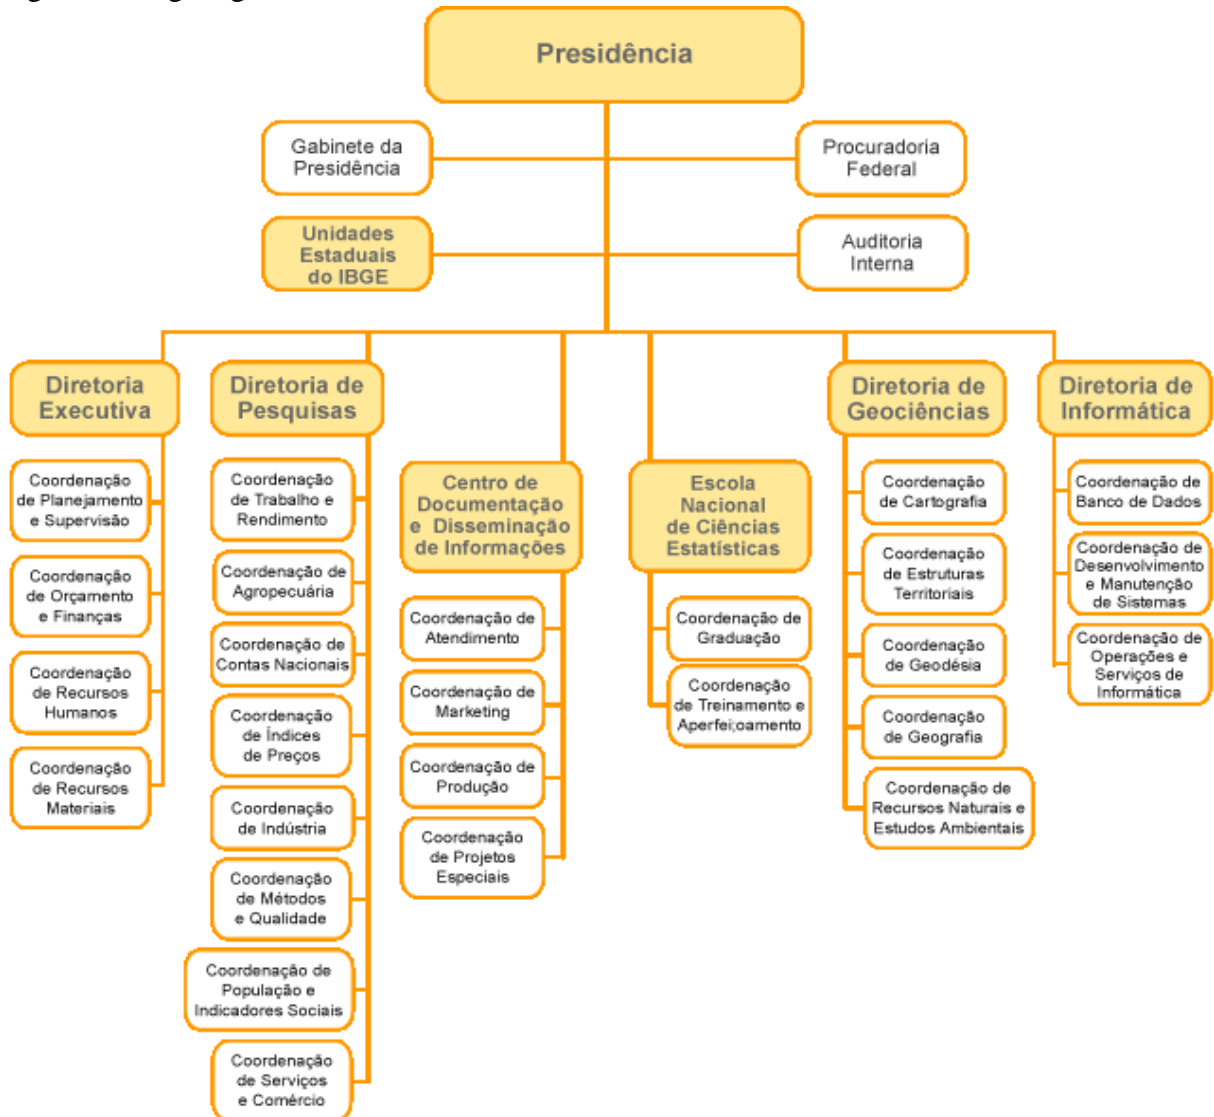 Presidência
Gabinete da
Presidência
Procuradoria
Federal
Unidades
Estaduais
do IBGE
Auditoria
Interna
Diretoria
Executiva
Coordenação
de Planejamento
e Supervisão
Coordenação
de Orçamento
e Finanças
Coordenação
de Recursos
Humanos
Coordenação
de Recursos
Materiais
Diretoria de
Pesquisas
Coordenação
de Trabalho e
Rendimento
Coordenação de
Agropecuária
Coordenação de
Contas Nacionais
Coordenação
de Índices
de Preços
Coordenação
de Indústria
Coordenação
de Métodos
e Qualidade
Coordenação de
População e
Indicadores Sociais
Coordenação
de Serviços
e Comércio
Centro de
Documentação
e Disseminação
de Informações
Coordenação de
Atendimento
Coordenação de
Marketing
Coordenação de
Produção
Coordenação
de Projetos
Especiais
Escola
Nacional
de Ciências
Estatísticas
Coordenação de
Graduação
Coordenação
de Treinamento e
Aperfei;oamento
Diretoria de
Geociências
Coordenação
de Cartografia
Coordenação
de Estruturas
Territoriais
Coordenação
de Geodésia
Coordenação
de Geografia
Coordenação de
Recursos Naturais e
Estudos Ambientais
Diretoria de
Informática
Coordenação de
Banco de Dados
Coordenação de
Desenvolvimento
e Manutenção
de Sistemas
Coordenação de
Operações e
Serviços de
Informática